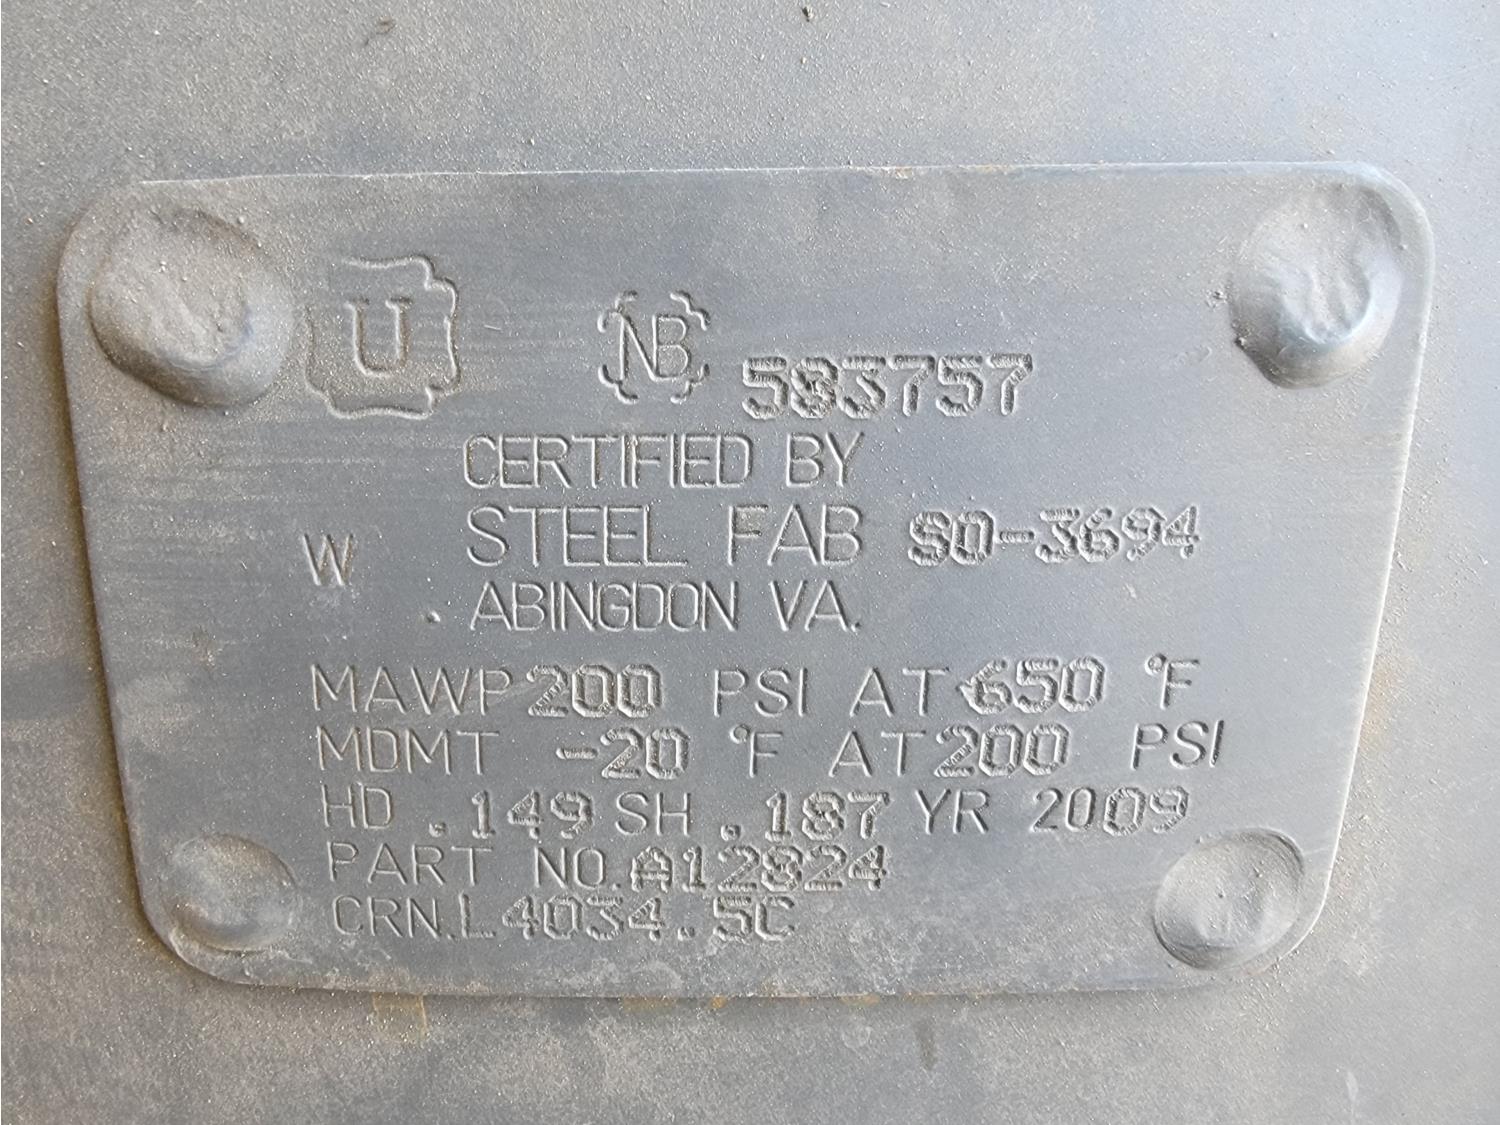 U NB 583757
CERTIFIED BY
W STEEL FAB SO-3694
ABINGDON VA.
MAWP 200 PSI AT 650 °F
MDMT -20 °F AT 200 PSI
HD .149 SH .187 YR 2009
PART NO. A12824
CRN. L4034.5C